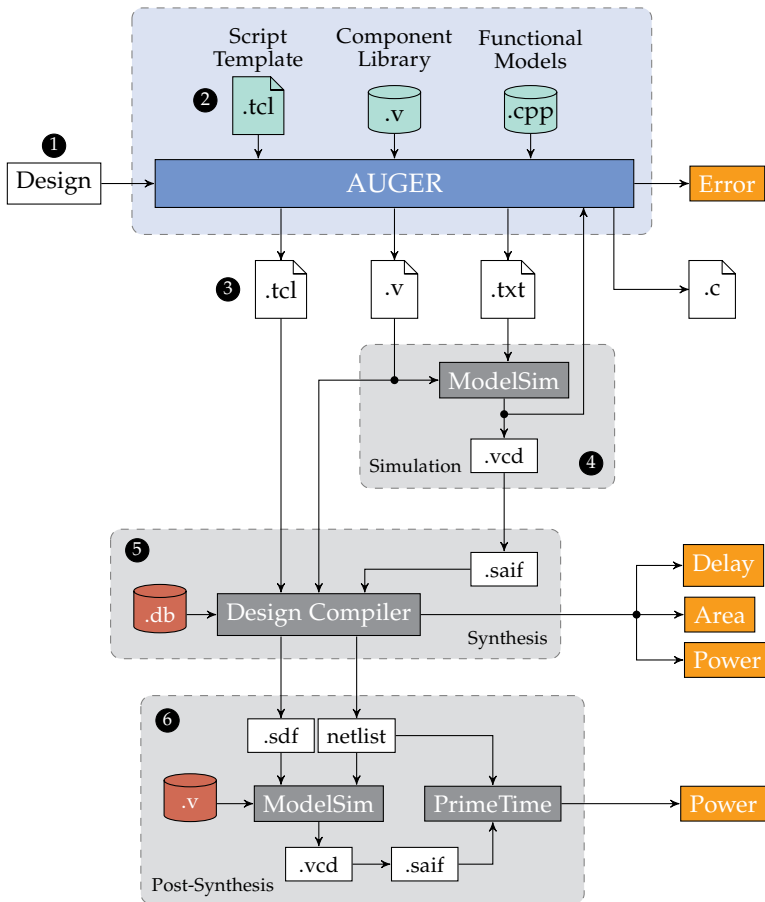 Script
Template
Component
Library
Functional
Models
2
.tcl
.v
.cpp
1
Design
AUGER
Error
3
.tcl
.v
.txt
.c
ModelSim
.vcd
Simulation
4
5
.saif
Delay
.db
Design Compiler
Area
Synthesis
Power
6
.sdf
netlist
.v
ModelSim
PrimeTime
Power
.vcd
.saif
Post-Synthesis